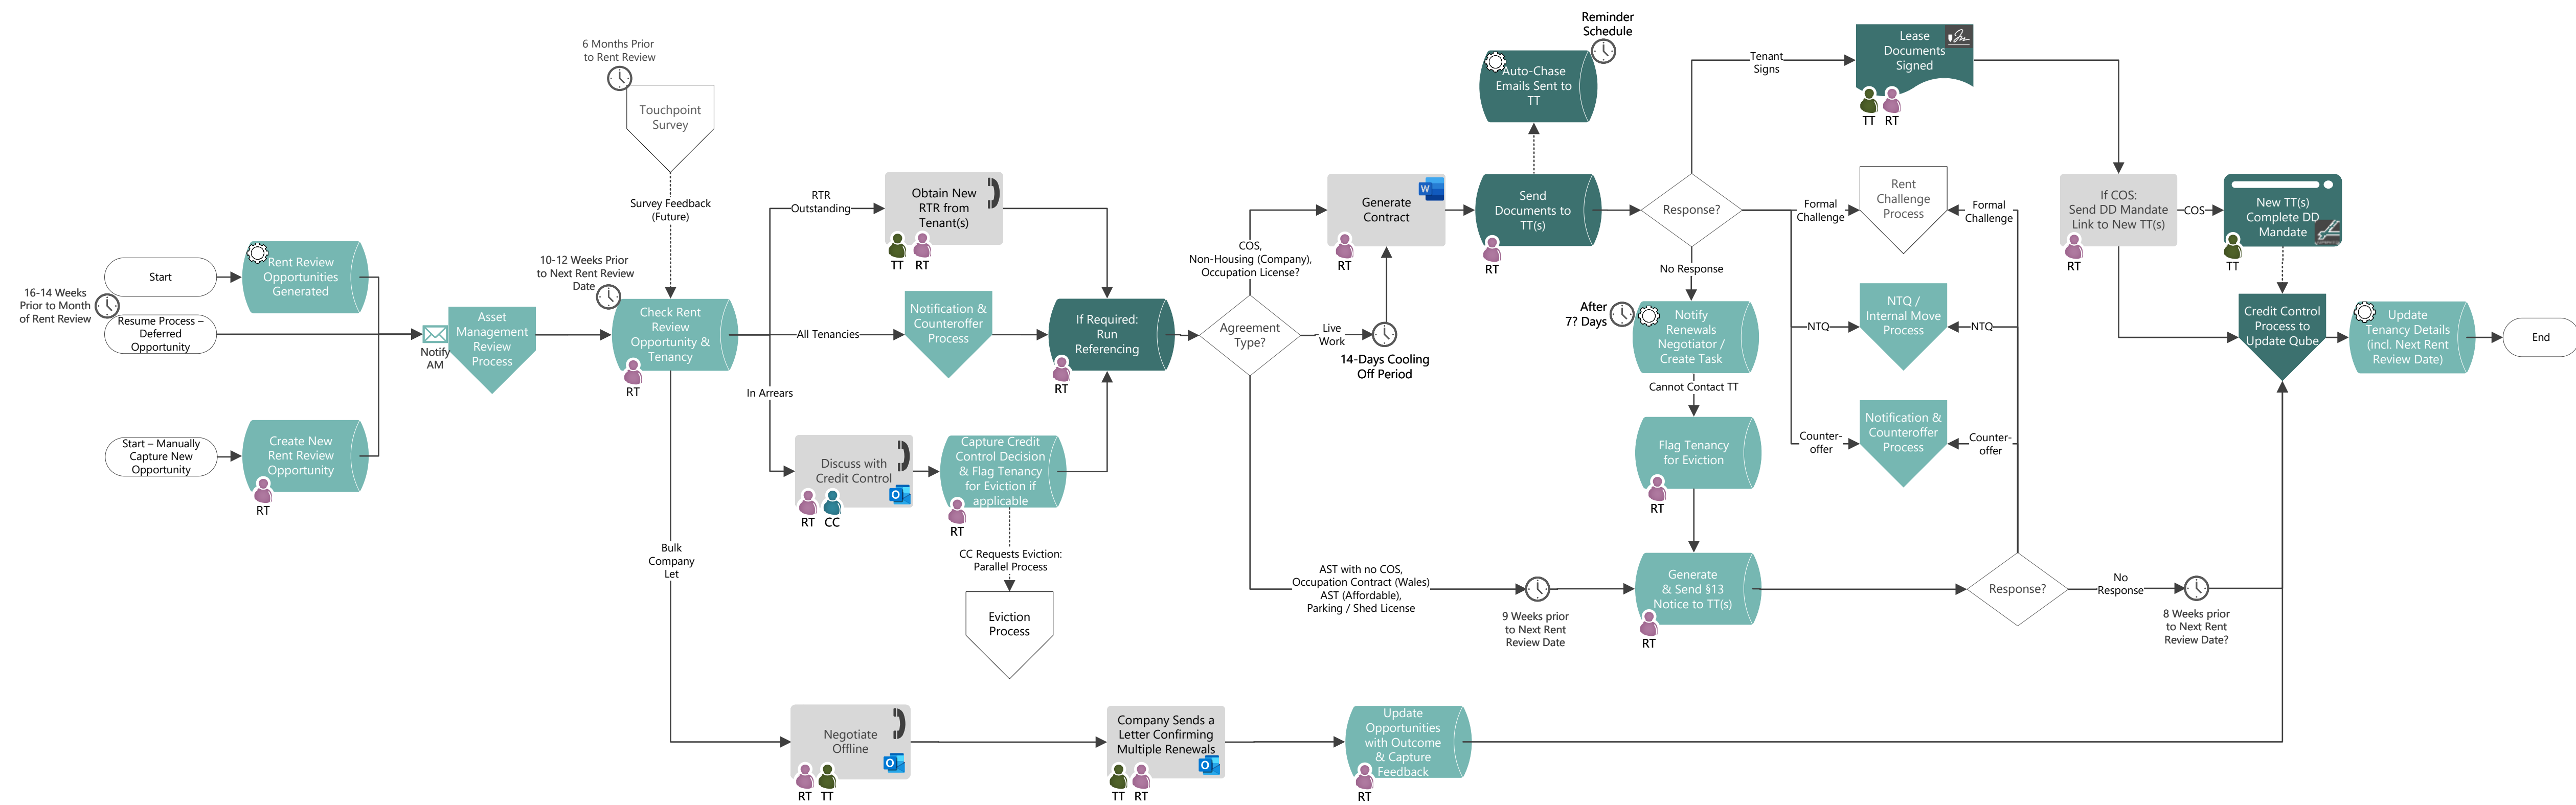 Reminder
Schedule
6 Months Prior
to Rent Review
Touchpoint
Survey
Survey Feedback
(Future)
Start
Rent Review
Opportunities
Generated
16-14 Weeks
Prior to Month
of Rent Review
Resume Process –
Deferred
Opportunity
Start – Manually
Capture New
Opportunity
Create New
Rent Review
Opportunity
RT
Notify
AM
Asset
Management
Review
Process
10-12 Weeks Prior
to Next Rent Review
Date
Check Rent
Review
Opportunity &
Tenancy
RT
RTR
Outstanding
Obtain New
RTR from
Tenant(s)
TT
RT
All Tenancies
Notification &
Counteroffer
Process
In Arrears
Discuss with
Credit Control
RT
CC
Capture Credit
Control Decision
& Flag Tenancy
for Eviction if
applicable
RT
CC Requests Eviction:
Parallel Process
Eviction
Process
If Required:
Run
Referencing
RT
Bulk
Company
Let
Negotiate
Offline
RT
TT
Company Sends a
Letter Confirming
Multiple Renewals
TT
RT
Update
Opportunities
with Outcome
& Capture
Feedback
RT
Agreement
Type?
COS,
Non-Housing (Company),
Occupation License?
Live
Work
14-Days Cooling
Off Period
Generate
Contract
RT
AST with no COS,
Occupation Contract (Wales)
AST (Affordable),
Parking / Shed License
9 Weeks prior
to Next Rent
Review Date
Auto-Chase
Emails Sent to
TT
Send
Documents to
TT(s)
RT
Response?
Tenant
Signs
Lease
Documents
Signed
TT
RT
No Response
After
7? Days
Notify
Renewals
Negotiator /
Create Task
Cannot Contact TT
Flag Tenancy
for Eviction
RT
Generate
& Send §13
Notice to TT(s)
RT
Formal
Challenge
Rent
Challenge
Process
Formal
Challenge
NTQ
NTQ /
Internal Move
Process
NTQ
Counter-
offer
Notification &
Counteroffer
Process
Counter-
offer
Response?
No
Response
8 Weeks prior
to Next Rent
Review Date?
If COS:
Send DD Mandate
Link to New TT(s)
RT
COS
New TT(s)
Complete DD
Mandate
TT
Credit Control
Process to
Update Qube
Update
Tenancy Details
(incl. Next Rent
Review Date)
End